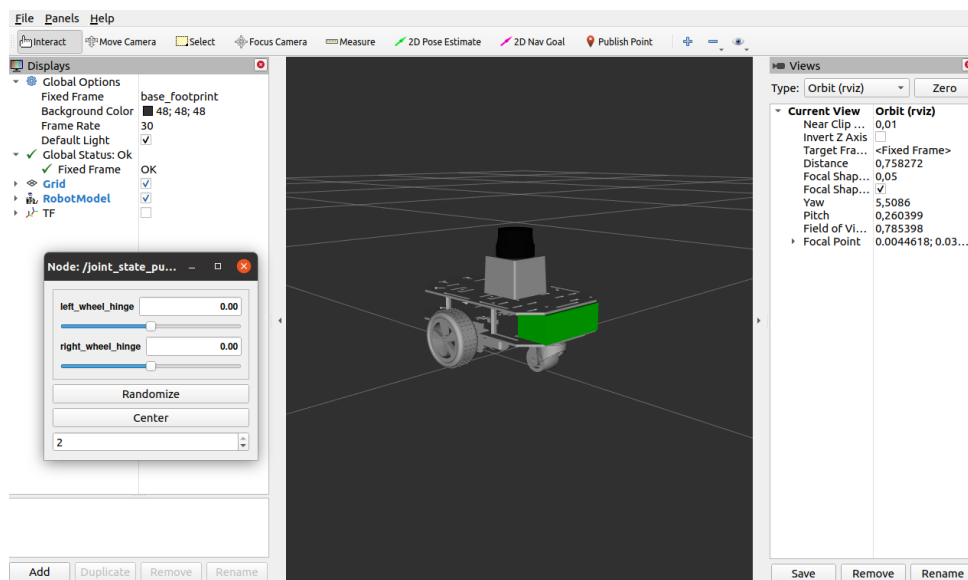 File Panels Help
Interact Move Camera Select Focus Camera Measure 2D Pose Estimate 2D Nav Goal Publish Point
Displays
Global Options
Fixed Frame base_footprint
Background Color 48; 48; 48
Frame Rate 30
Default Light
Global Status: Ok
Fixed Frame OK
Grid
RobotModel
TF
Node: /joint_state_pu...
left_wheel_hinge 0.00
right_wheel_hinge 0.00
Randomize
Center
2
Add Duplicate Remove Rename
Views
Type: Orbit (rviz) Zero
Current View Orbit (rviz)
Near Clip ... 0,01
Invert Z Axis
Target Fra... <Fixed Frame>
Distance 0,758272
Focal Shap... 0,05
Focal Shap...
Yaw 5,5086
Pitch 0,260399
Field of Vi... 0,785398
Focal Point 0.0044618; 0.03...
Save Remove Rename